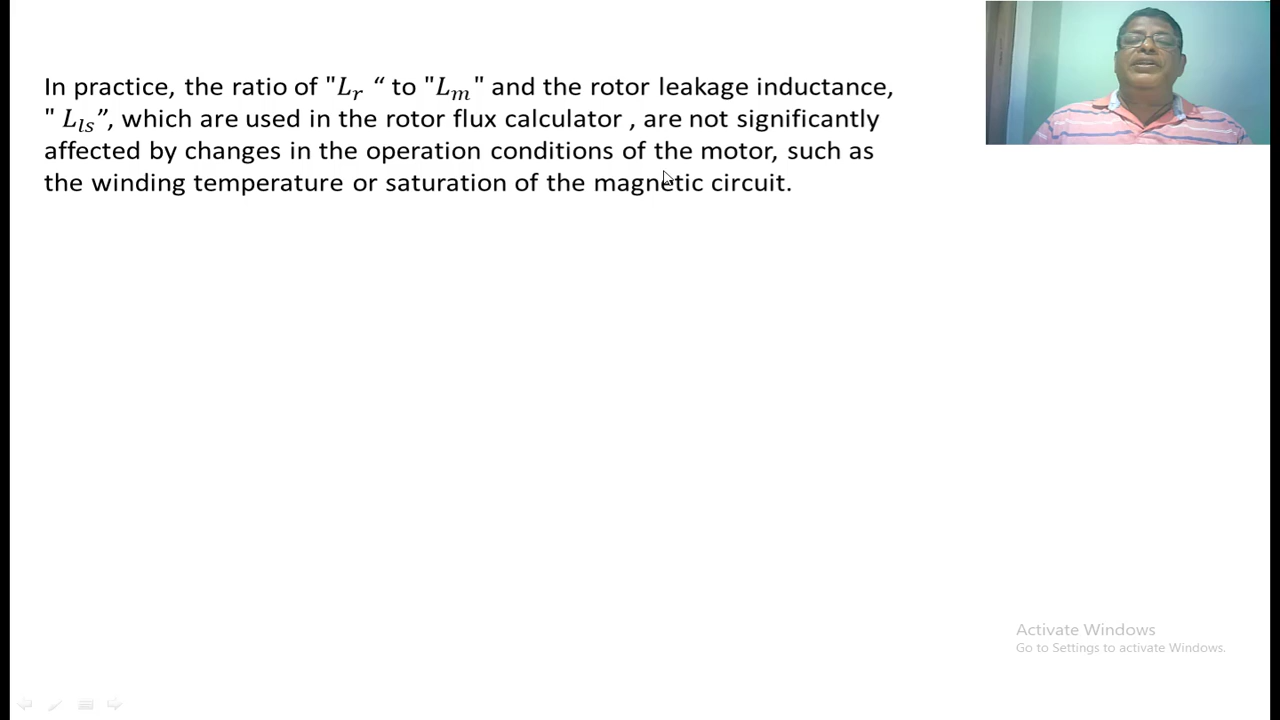 In practice, the ratio of "Lᵣ “ to "Lₘ" and the rotor leakage inductance,
" Lₗₛ”, which are used in the rotor flux calculator , are not significantly
affected by changes in the operation conditions of the motor, such as
the winding temperature or saturation of the magnetic circuit.
Activate Windows
Go to Settings to activate Windows.